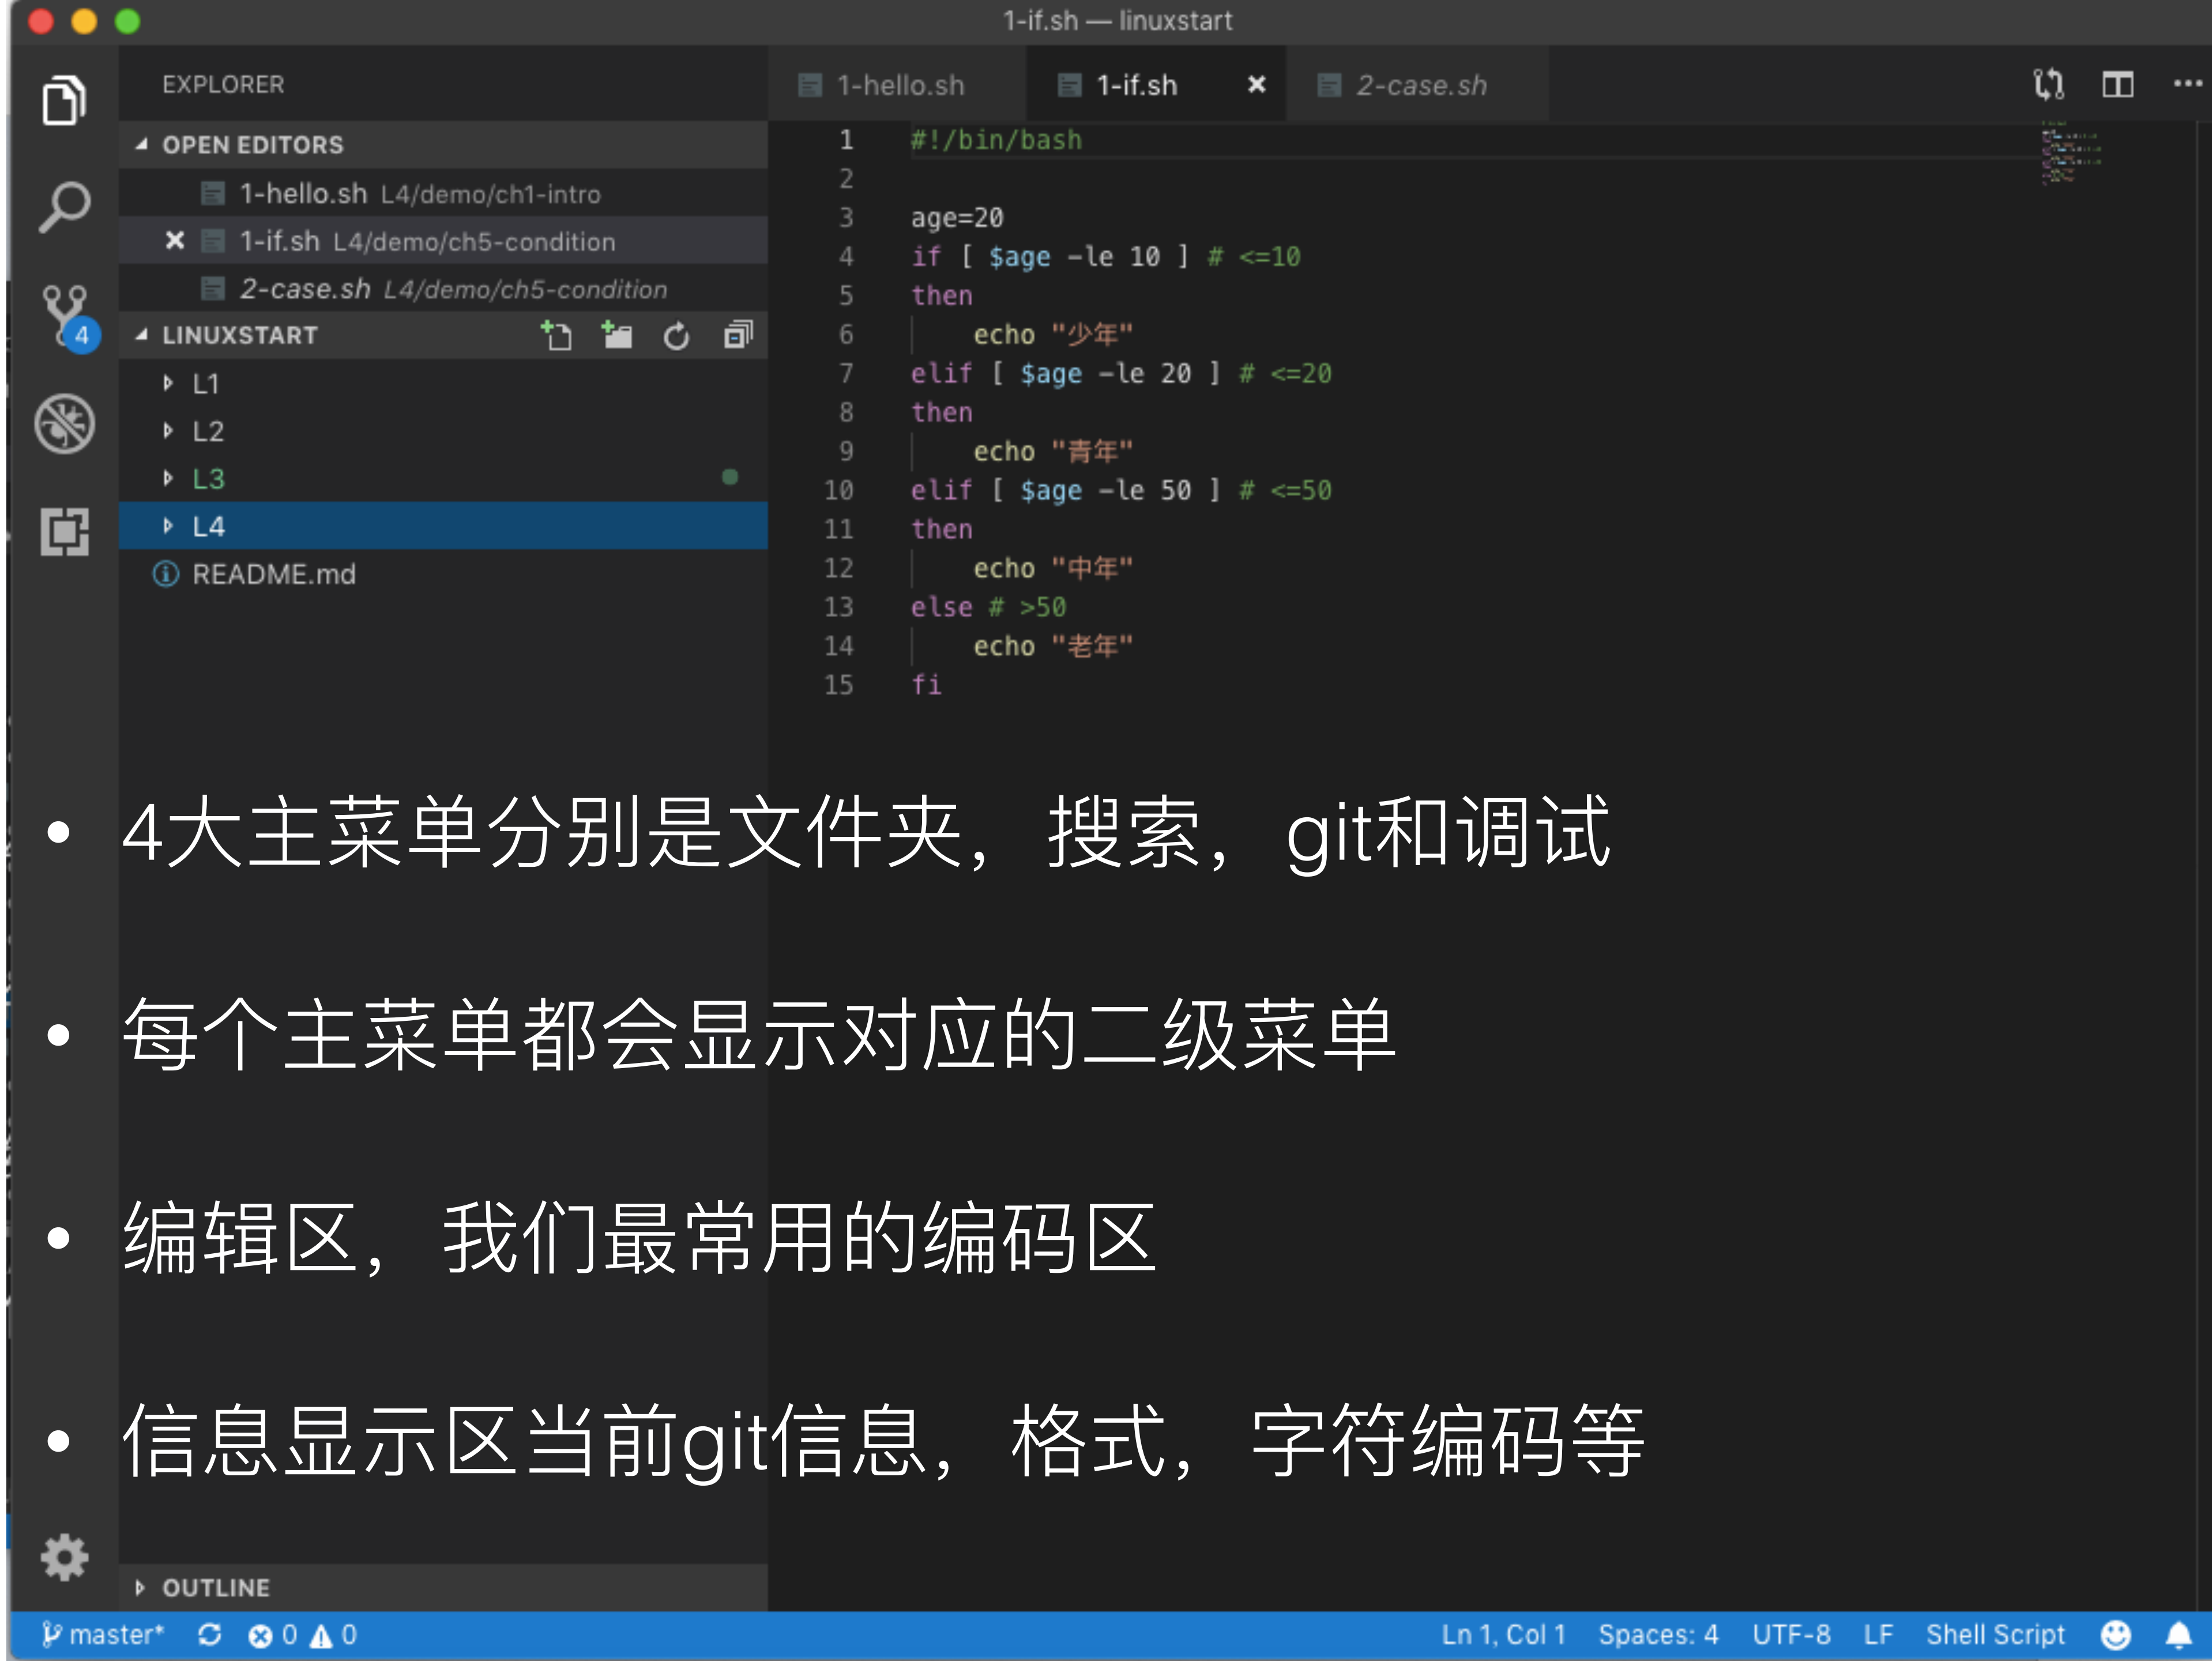 1-if.sh — linuxstart
EXPLORER
OPEN EDITORS
1-hello.sh L4/demo/ch1-intro
1-if.sh L4/demo/ch5-condition
2-case.sh L4/demo/ch5-condition
4
LINUXSTART
L1
L2
L3
L4
README.md
1-hello.sh
1-if.sh
2-case.sh
1 #!/bin/bash
2
3 age=20
4 if [ $age -le 10 ] # <=10
5 then
6 echo "少年"
7 elif [ $age -le 20 ] # <=20
8 then
9 echo "青年"
10 elif [ $age -le 50 ] # <=50
11 then
12 echo "中年"
13 else # >50
14 echo "老年"
15 fi
• 4大主菜单分别是文件夹，搜索，git和调试
• 每个主菜单都会显示对应的二级菜单
• 编辑区，我们最常用的编码区
• 信息显示区当前git信息，格式，字符编码等
OUTLINE
master* 0 0 Ln 1, Col 1 Spaces: 4 UTF-8 LF Shell Script